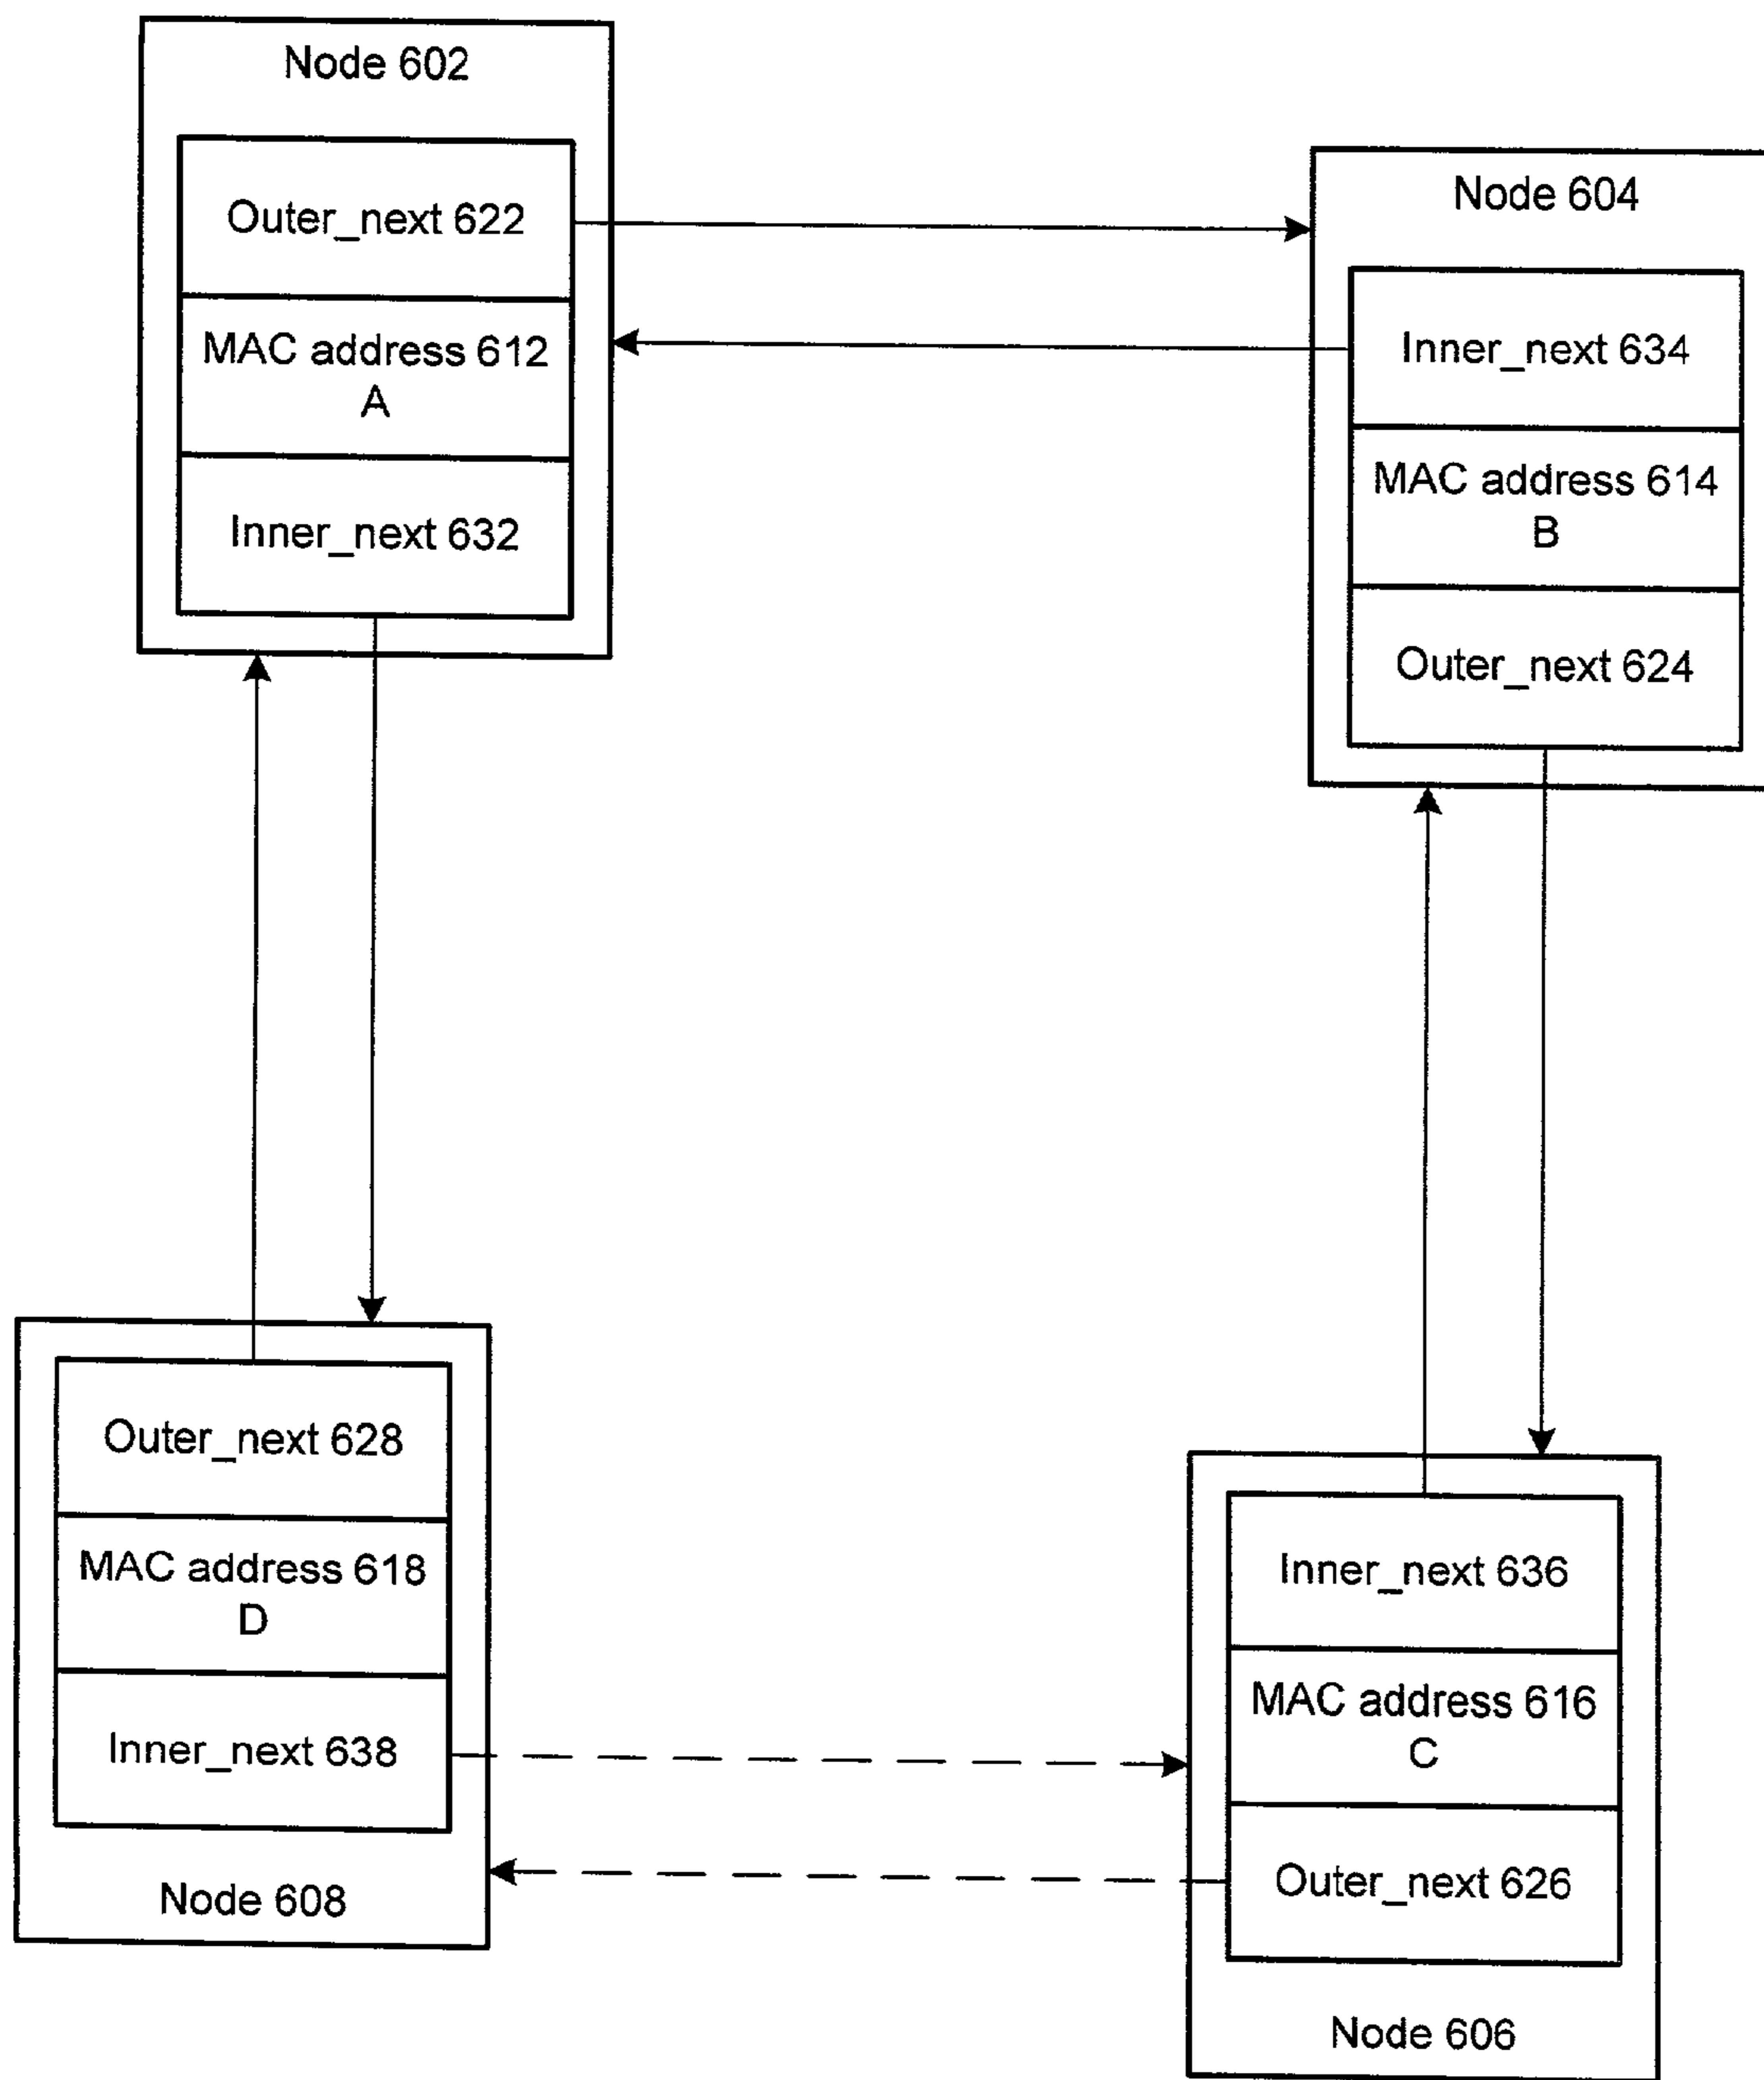 Node 602
Outer_next 622
MAC address 612
A
Inner_next 632
Node 604
Inner_next 634
MAC address 614
B
Outer_next 624
Outer_next 628
MAC address 618
D
Inner_next 638
Node 608
Inner_next 636
MAC address 616
C
Outer_next 626
Node 606